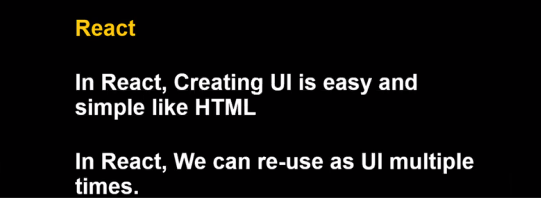 React
In React, Creating UI is easy and
simple like HTML
In React, We can re-use as UI multiple
times.